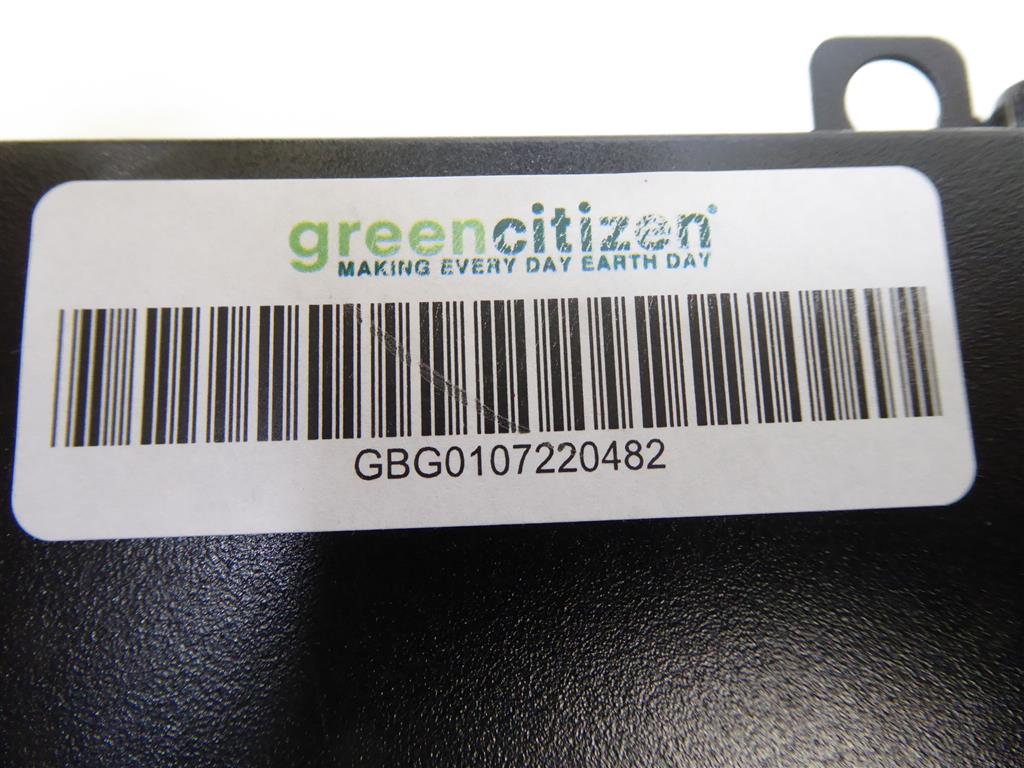 greencitizen®
MAKING EVERY DAY EARTH DAY
GBG0107220482